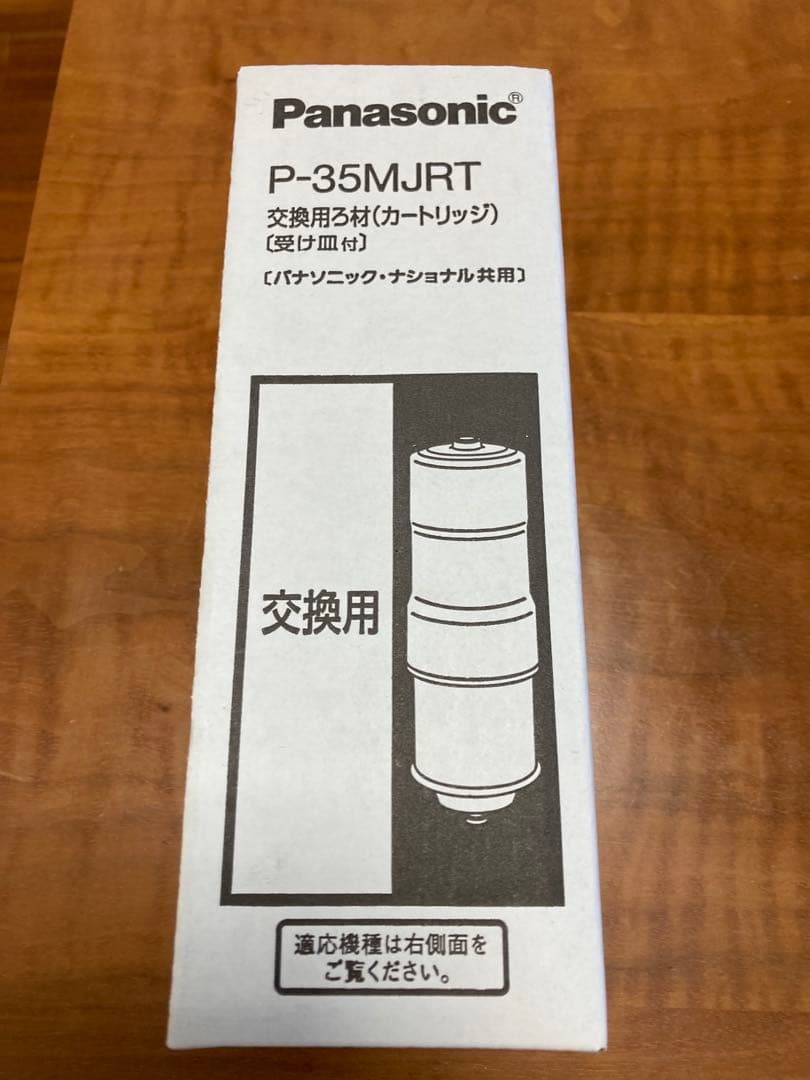 Panasonic®
P-35MJRT
交換用ろ材(カートリッジ)
〔受け皿付〕
〔パナソニック・ナショナル共用〕
交換用
適応機種は右側面を
ご覧ください。